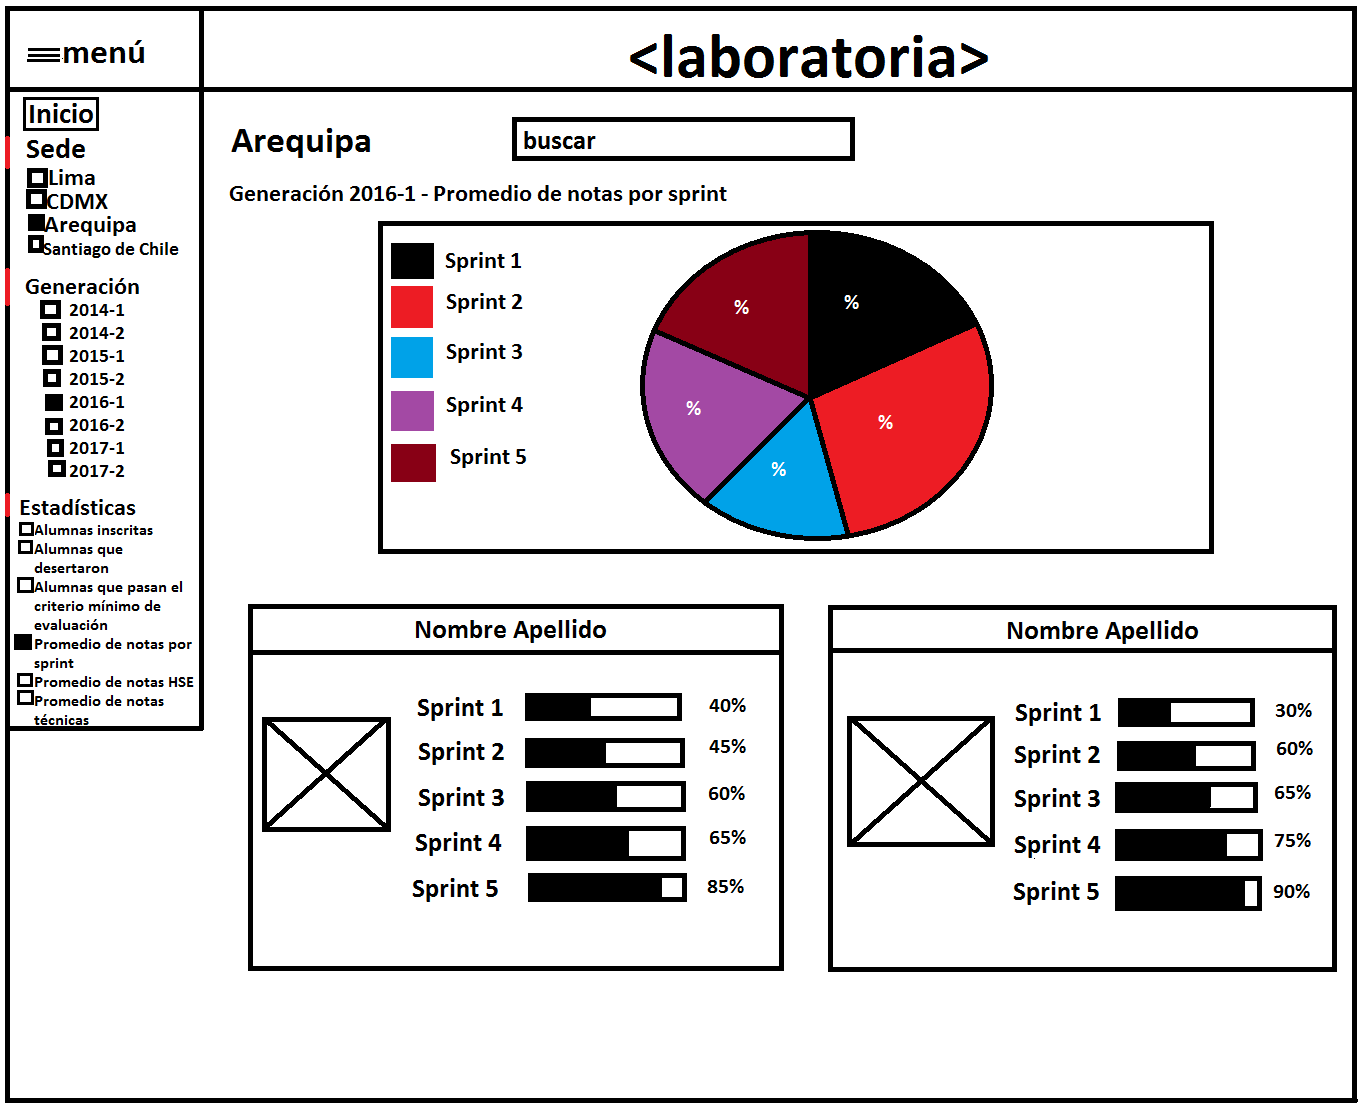 menú
<laboratoria>
Inicio
Sede
Lima
CDMX
Arequipa
Santiago de Chile
Generación
2014-1
2014-2
2015-1
2015-2
2016-1
2016-2
2017-1
2017-2
Estadísticas
Alumnas inscritas
Alumnas que
desertaron
Alumnas que pasan el
criterio mínimo de
evaluación
Promedio de notas por
sprint
Promedio de notas HSE
Promedio de notas
técnicas
Arequipa
buscar
Generación 2016-1 - Promedio de notas por sprint
Sprint 1
Sprint 2
Sprint 3
Sprint 4
Sprint 5
%
%
%
%
%
Nombre Apellido
Sprint 1 40%
Sprint 2 45%
Sprint 3 60%
Sprint 4 65%
Sprint 5 85%
Nombre Apellido
Sprint 1 30%
Sprint 2 60%
Sprint 3 65%
Sprint 4 75%
Sprint 5 90%